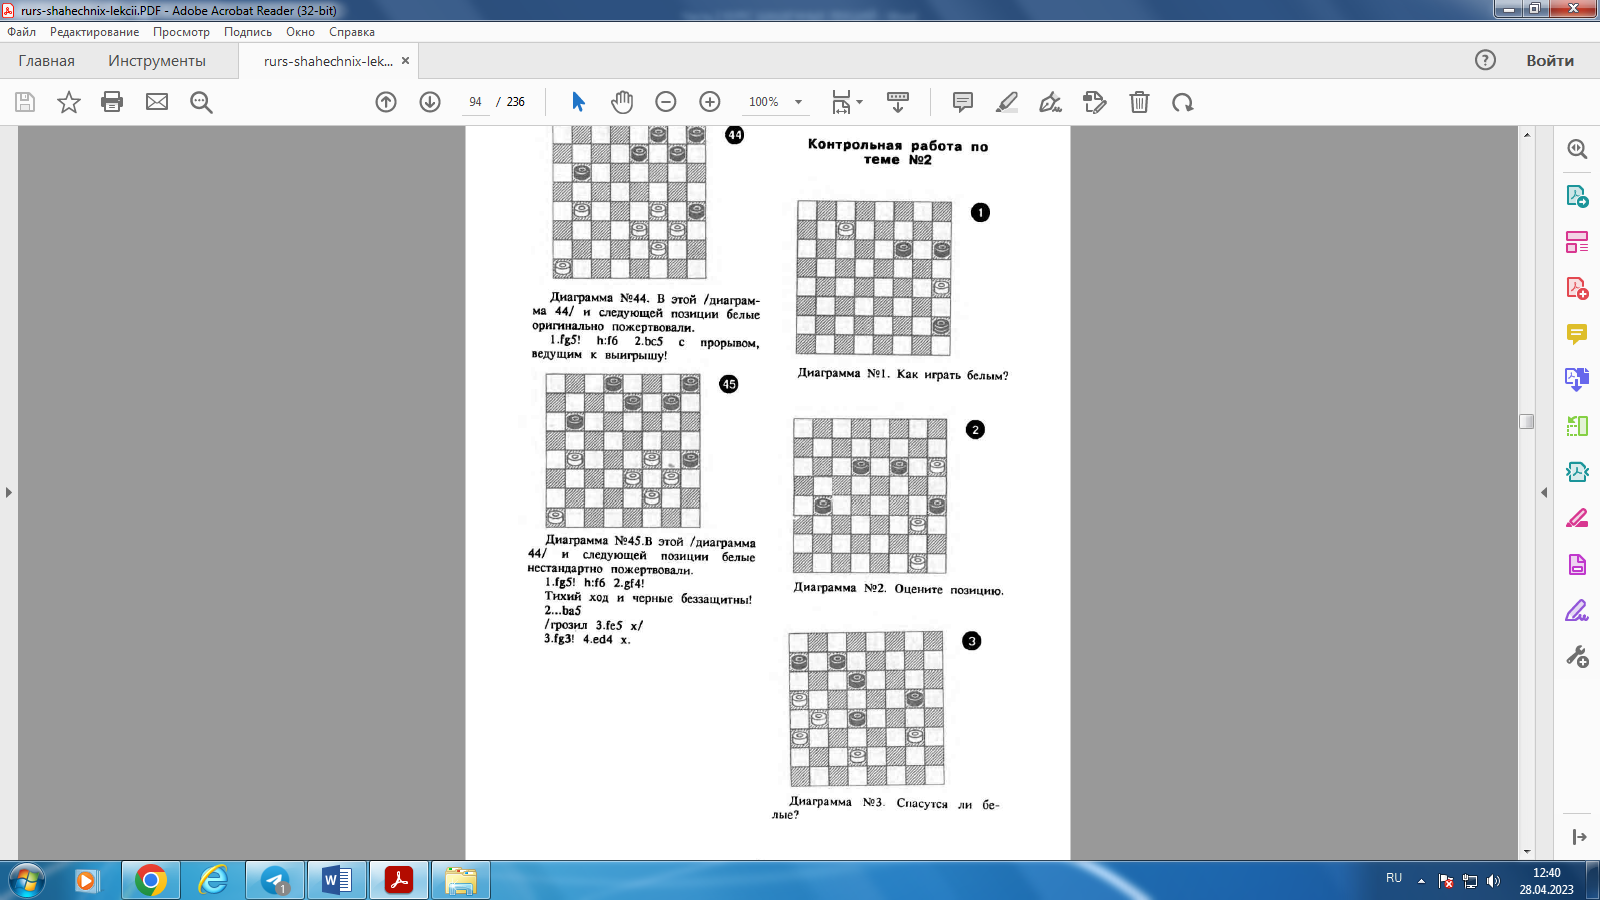 rurs-shahechnix-lekcii.PDF - Adobe Acrobat Reader (32-bit)
Файл Редактирование Просмотр Подпись Окно Справка
Главная Инструменты rurs-shahechnix-lek... × Войти
94 / 236 100%
44
Диаграмма №44. В этой /диаграм-
ма 44/ и следующей позиции белые
оригинально пожертвовали.
1.fg5! h:f6 2.bc5 с прорывом,
ведущим к выигрышу!
45
Диаграмма №45.В этой /диаграмма
44/ и следующей позиции белые
нестандартно пожертвовали.
1.fg5! h:f6 2.gf4!
Тихий ход и черные беззащитны!
2...ba5
/грозил 3.fe5 x/
3.fg3! 4.ed4 x.
Контрольная работа по
теме №2
1
Диаграмма №1. Как играть белым?
2
Диаграмма №2. Оцените позицию.
3
Диаграмма №3. Спасутся ли бе-
лые?
1
RU
12:40
28.04.2023